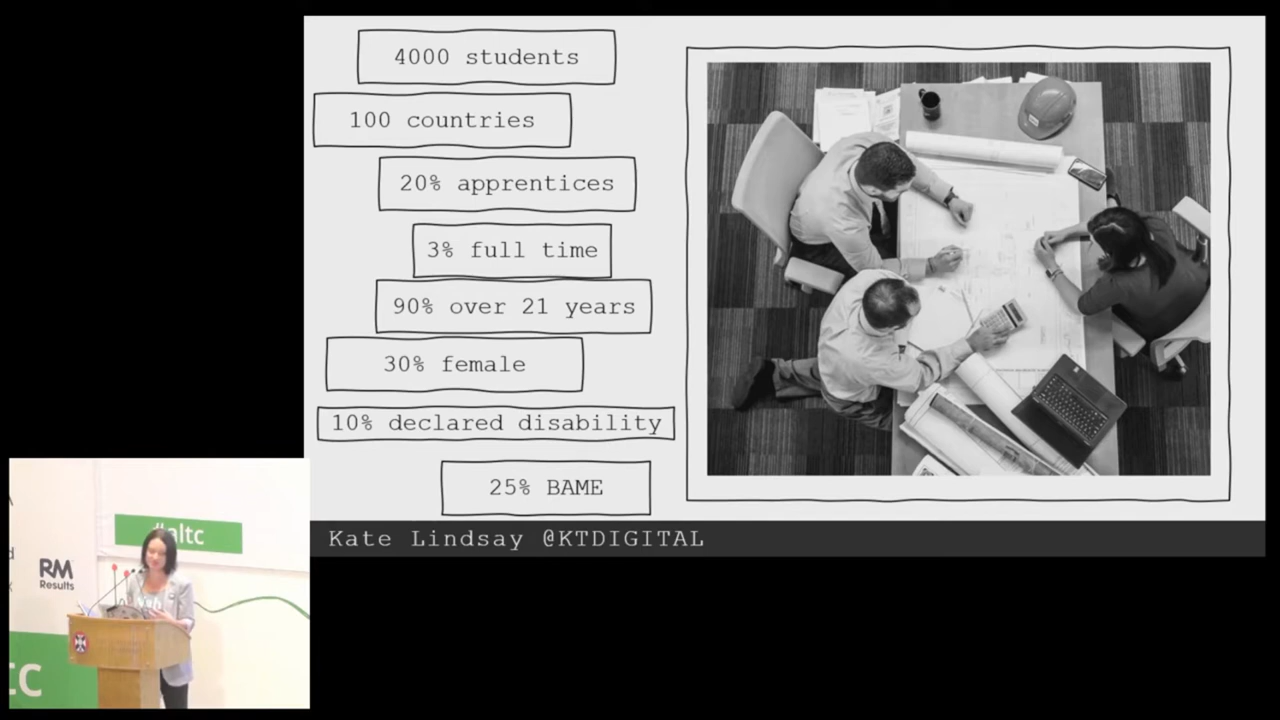 4000 students
100 countries
20% apprentices
3% full time
90% over 21 years
30% female
10% declared disability
25% BAME
Kate Lindsay @KTDIGITAL
#altc
RM
Results
tc